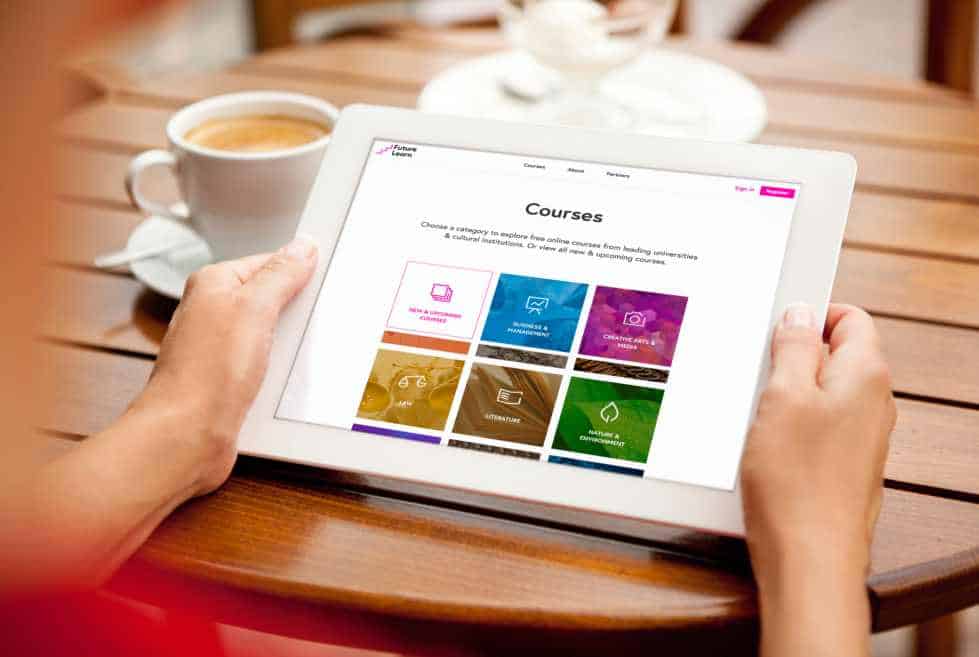 Future
Learn
Courses
About
Partners
Sign in
Register
Courses
Choose a category to explore free online courses from leading universities
& cultural institutions. Or view all new & upcoming courses.
NEW & UPCOMING
COURSES
BUSINESS &
MANAGEMENT
CREATIVE ARTS &
MEDIA
LAW
LITERATURE
NATURE &
ENVIRONMENT